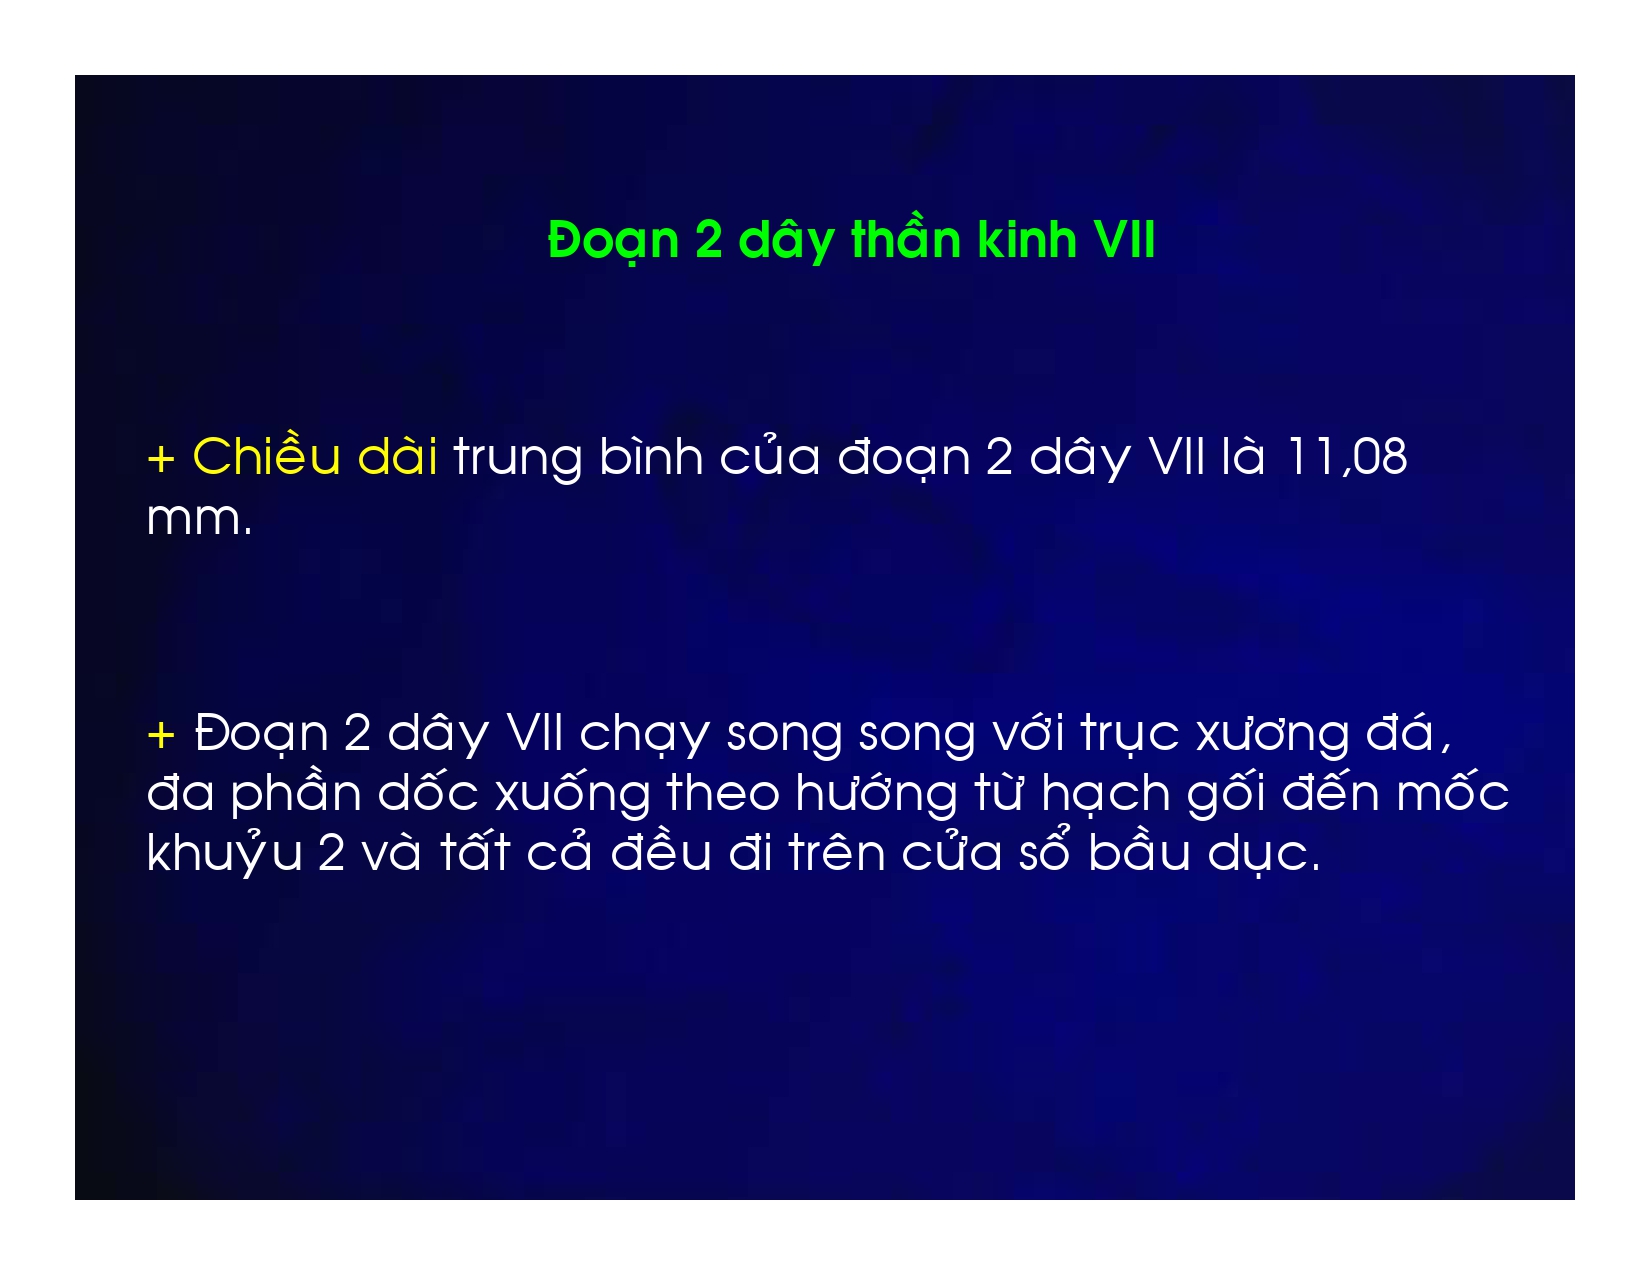 Đoạn 2 dây thần kinh VII
+ Chiều dài trung bình của đoạn 2 dây VII là 11,08
mm.
+ Đoạn 2 dây VII chạy song song với trục xương đá,
đa phần dốc xuống theo hướng từ hạch gối đến mốc
khuỷu 2 và tất cả đều đi trên cửa sổ bầu dục.